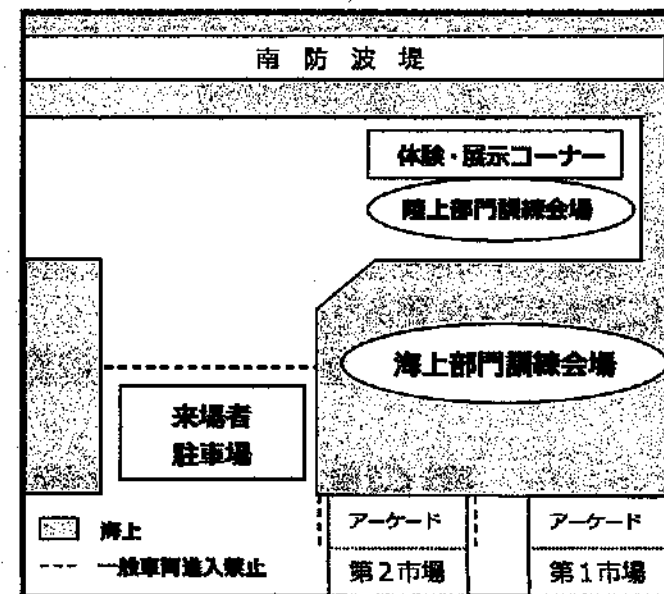 南防波堤
体験・展示コーナー
陸上部門訓練会場
海上部門訓練会場
来場者
駐車場
海上
一般車両進入禁止
アーケード
第2市場
アーケード
第1市場